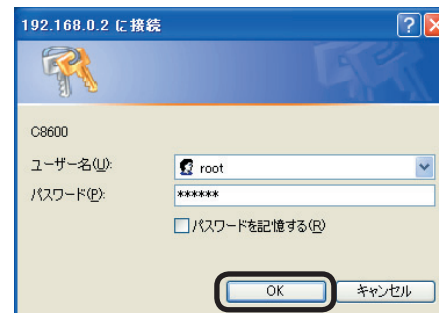 192.168.0.2 に接続
C8600
ユーザー名(U):
root
パスワード(P):
******
パスワードを記憶する(R)
OK
キャンセル